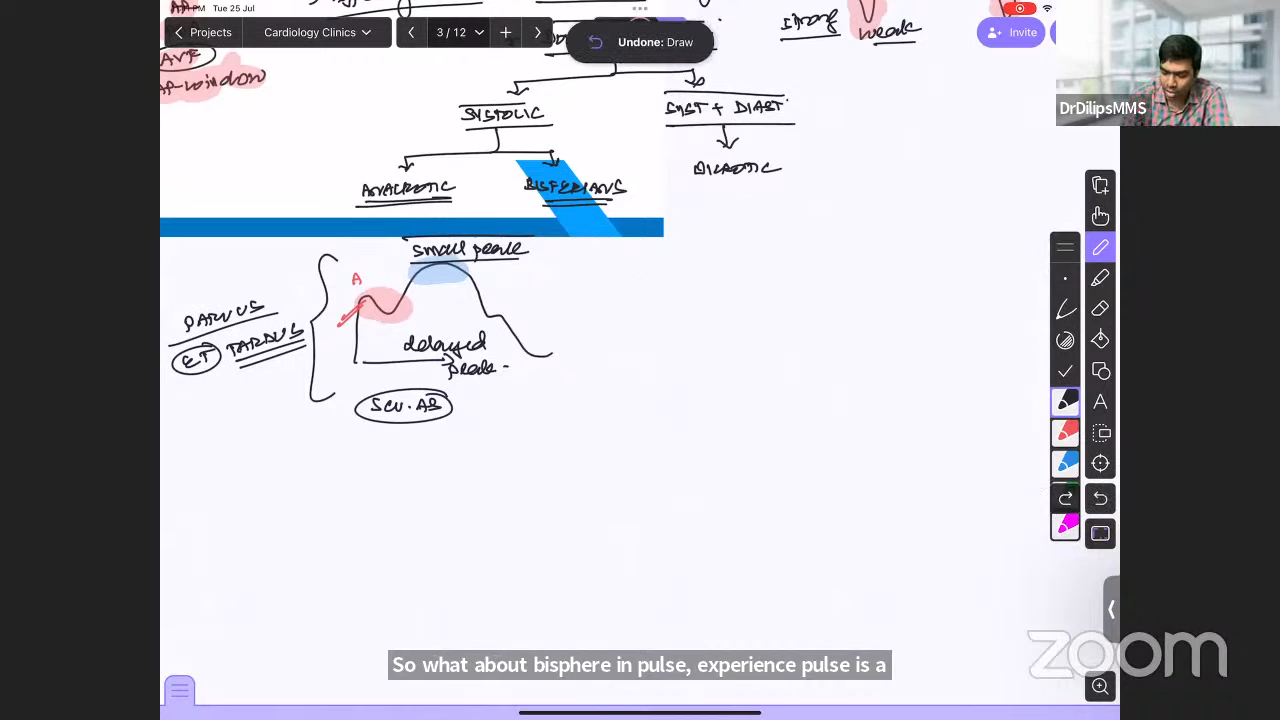 Tue 25 Jul
Projects
Cardiology Clinics
3 / 12
Undone: Draw
Invite
strong
weak
AVF
AP-window
DrDilipsMMS
SYSTOLIC
SYST + DIAST
DICROTIC
ANACROTIC
BISFERIANS
small peak
A
PARVUS
ET TARDUS
delayed
peak
SEV. AS
So what about bisphere in pulse, experience pulse is a
zoom